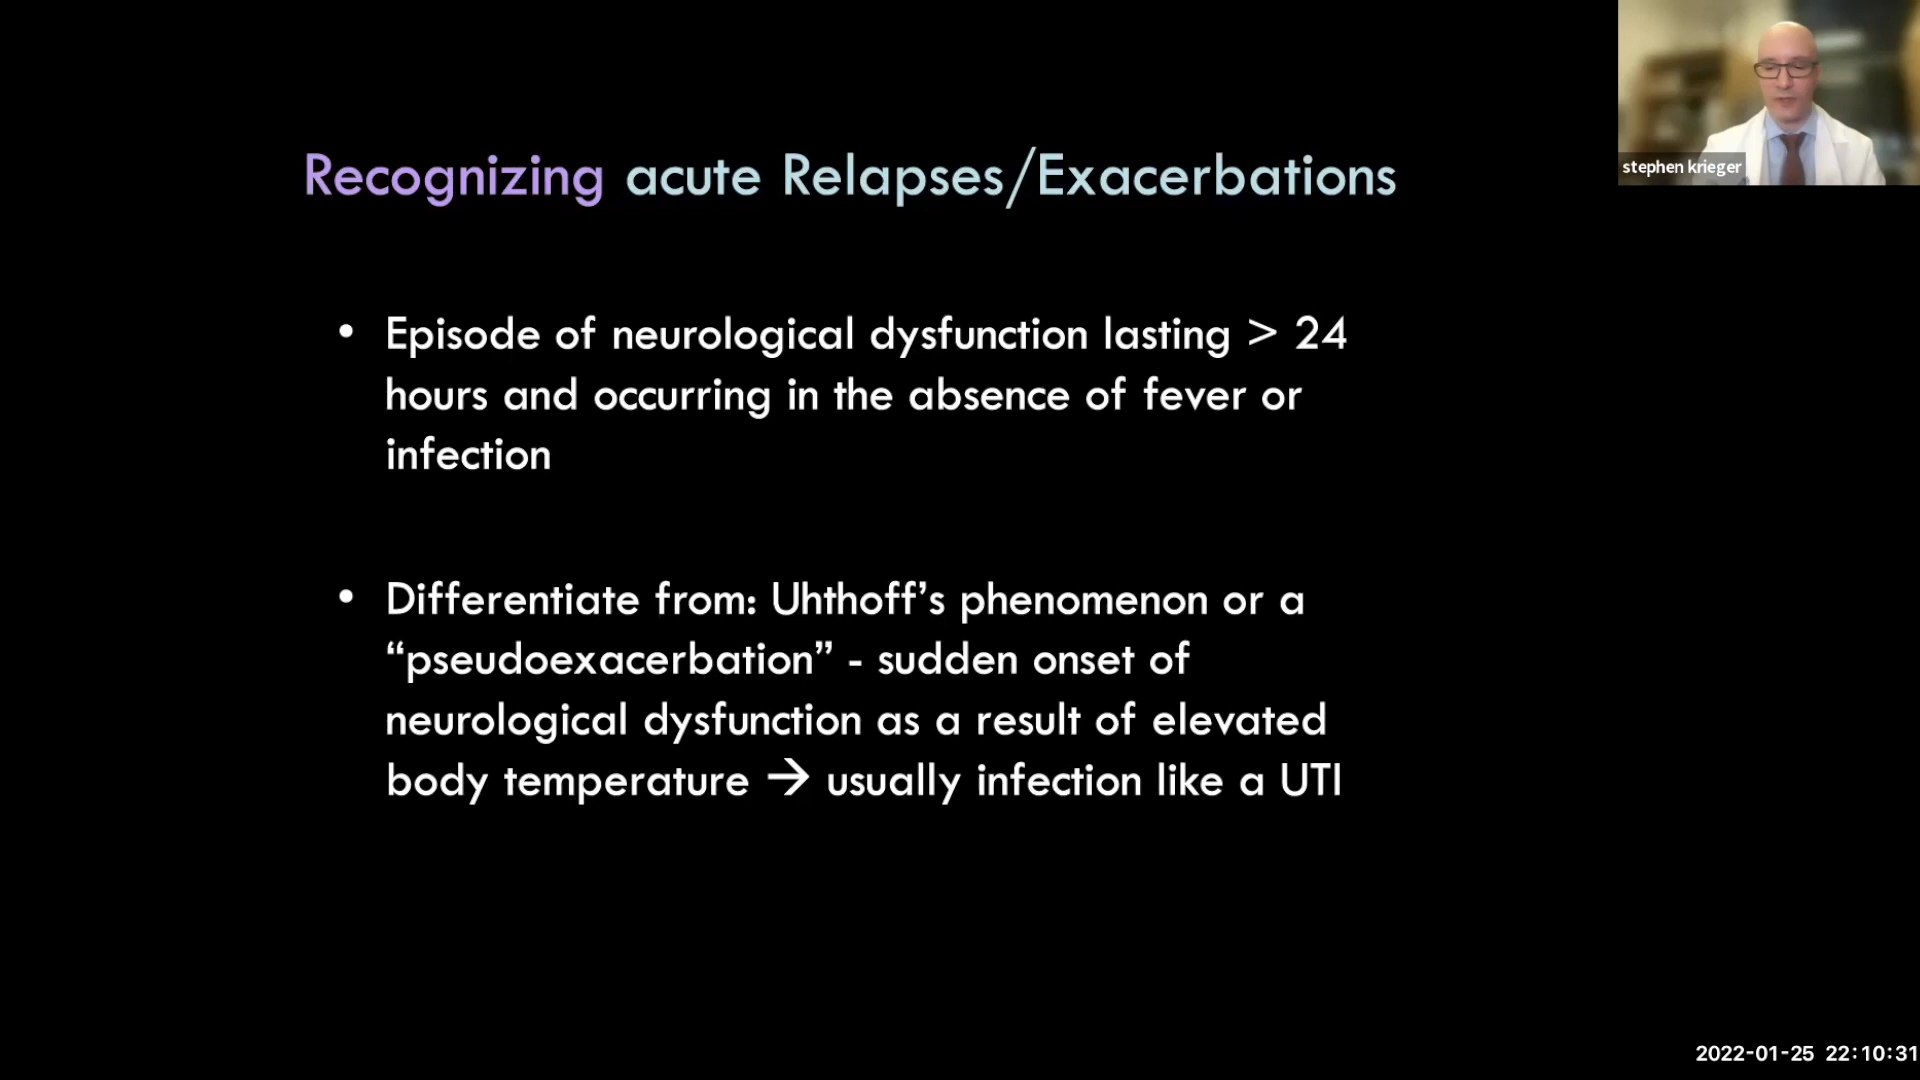 stephen krieger
Recognizing acute Relapses/Exacerbations
• Episode of neurological dysfunction lasting > 24
hours and occurring in the absence of fever or
infection
• Differentiate from: Uhthoff’s phenomenon or a
“pseudoexacerbation” - sudden onset of
neurological dysfunction as a result of elevated
body temperature → usually infection like a UTI
2022-01-25 22:10:31